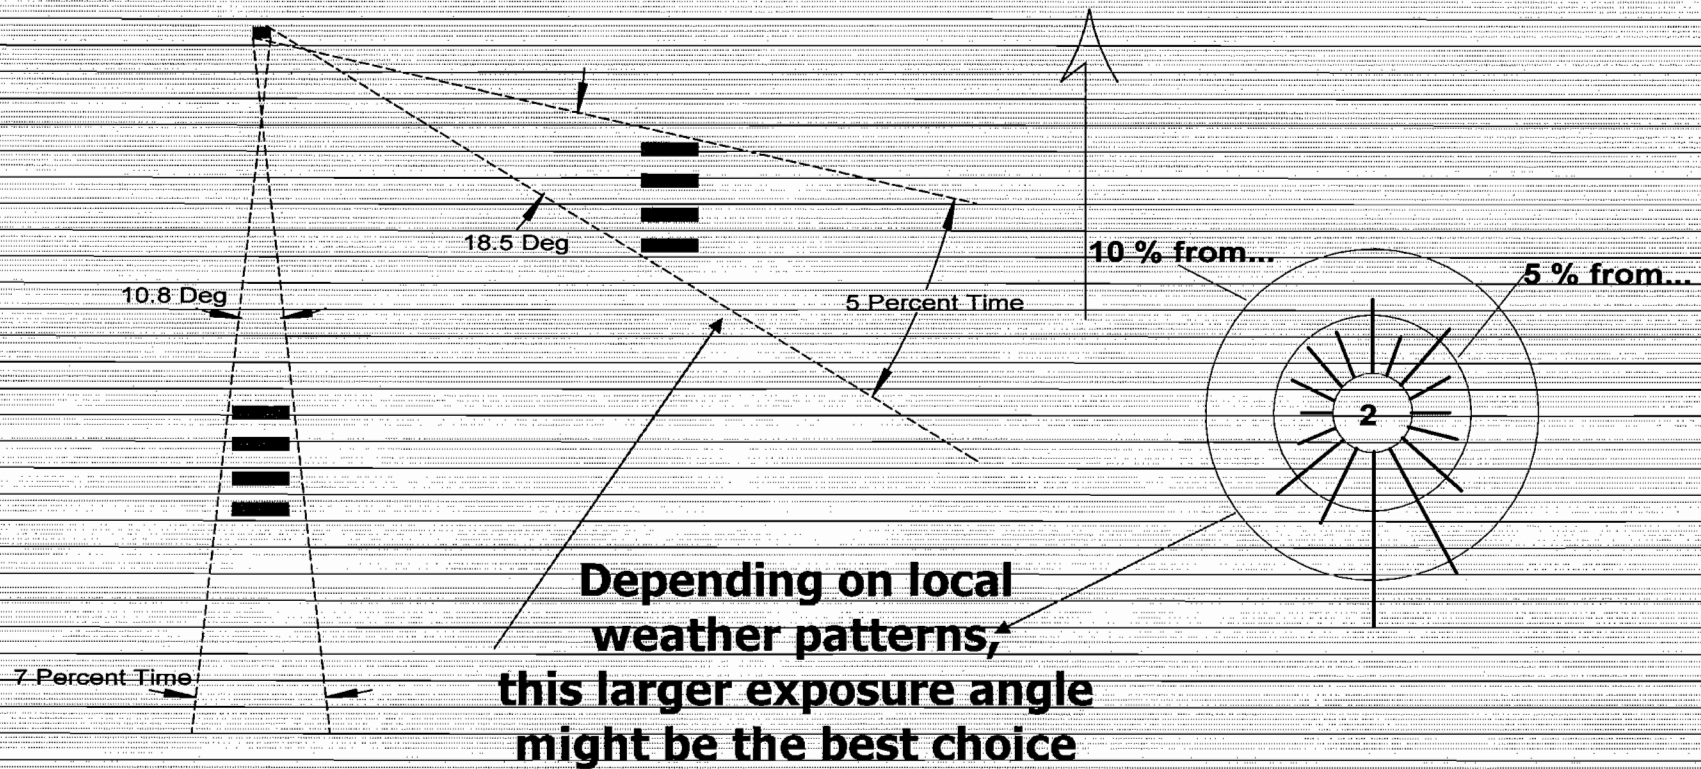 18.5 Deg
10.8 Deg
5 Percent Time
7 Percent Time
10 % from...
5 % from...
2
Depending on local
weather patterns,
this larger exposure angle
might be the best choice